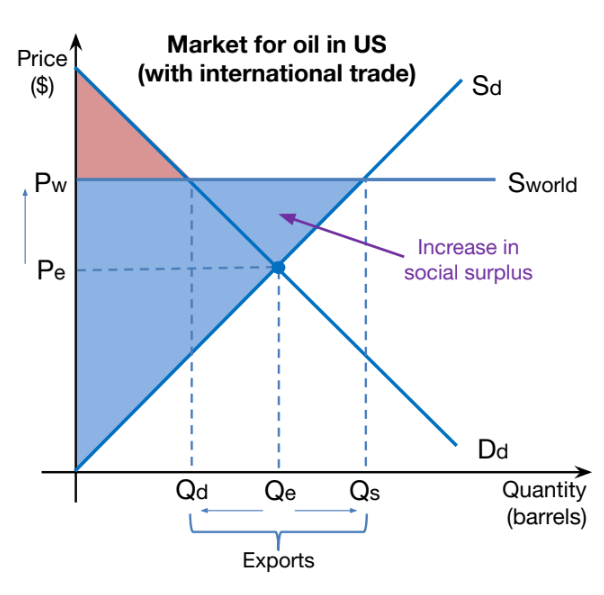 Market for oil in US
(with international trade)
Price
($)
Sd
Pw
Sworld
Increase in
social surplus
Pe
Dd
Qd
Qe
Qs
Quantity
(barrels)
Exports